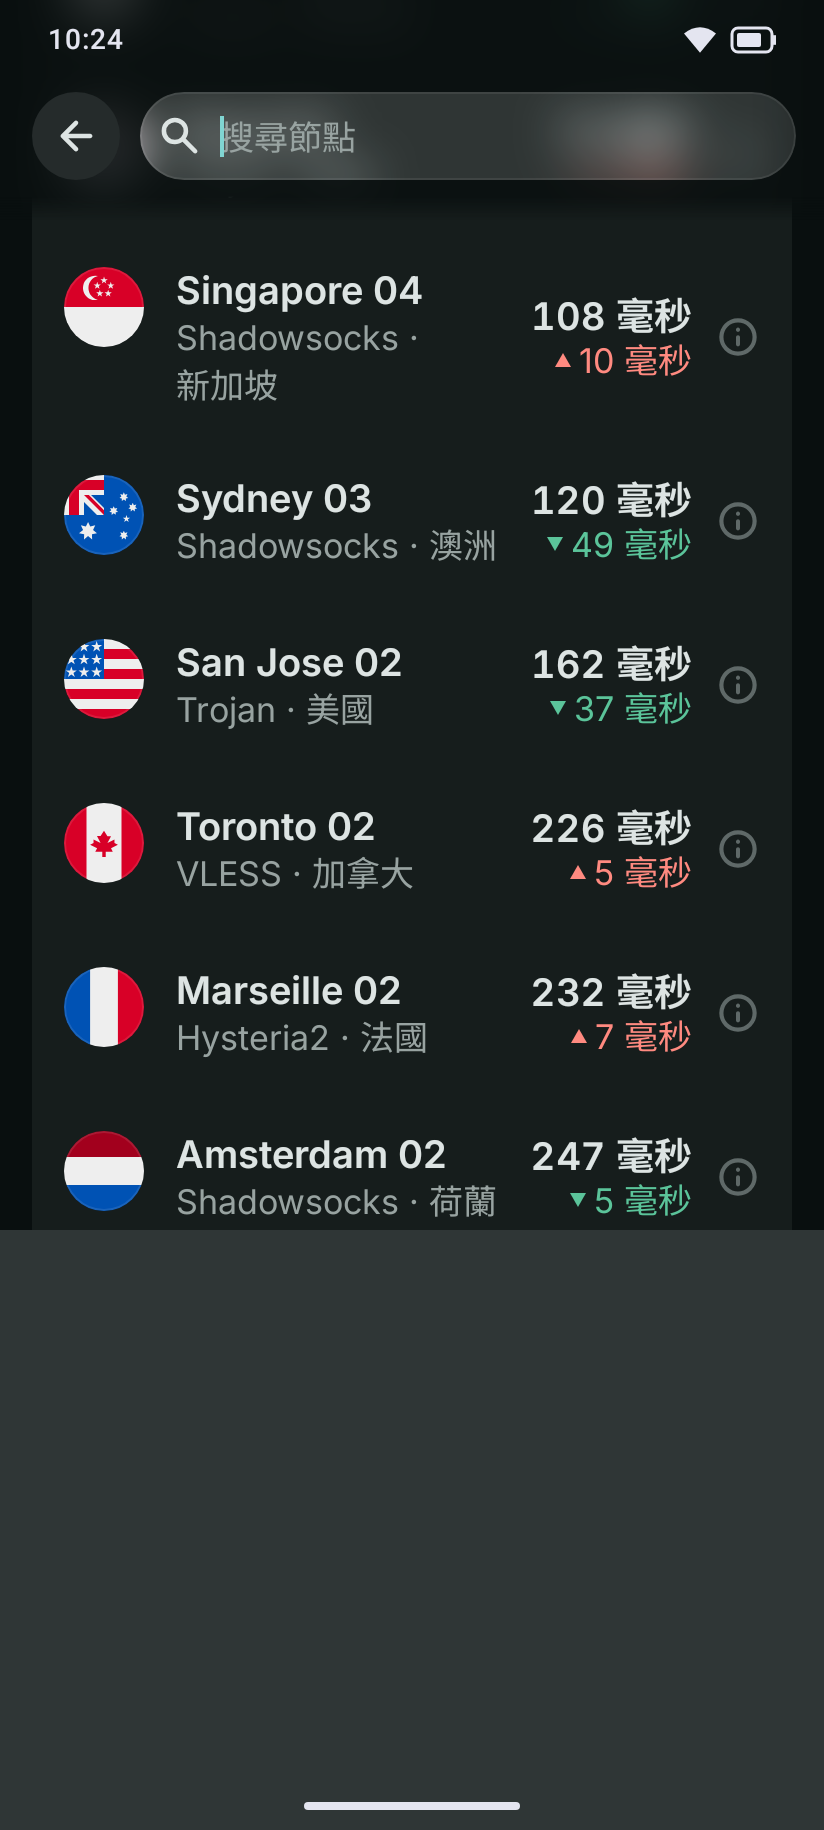 10:24
搜尋節點
Singapore 04
Shadowsocks ·
新加坡
108 毫秒
▲10 毫秒
Sydney 03
Shadowsocks · 澳洲
120 毫秒
▼49 毫秒
San Jose 02
Trojan · 美國
162 毫秒
▼37 毫秒
Toronto 02
VLESS · 加拿大
226 毫秒
▲5 毫秒
Marseille 02
Hysteria2 · 法國
232 毫秒
▲7 毫秒
Amsterdam 02
Shadowsocks · 荷蘭
247 毫秒
▼5 毫秒